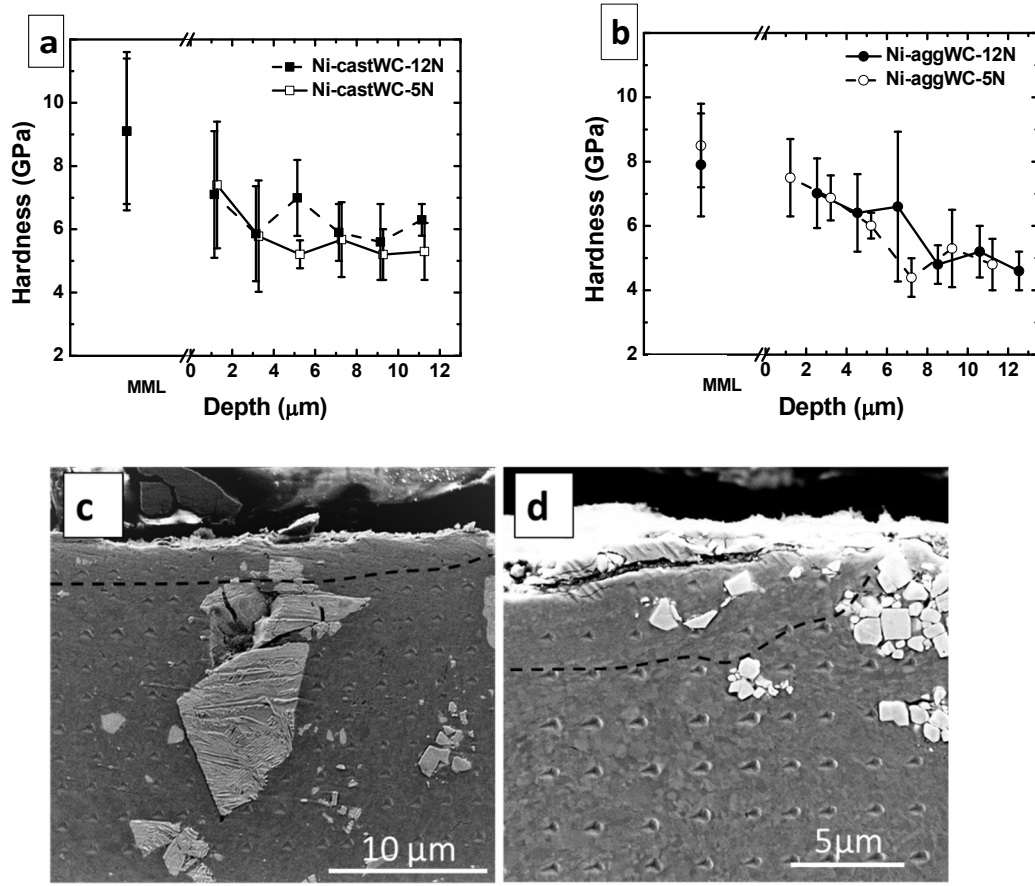 a
Ni-castWC-12N
Ni-castWC-5N
Hardness (GPa)
12
10
8
6
4
2
MML
0 2 4 6 8 10 12
Depth (μm)
b
Ni-aggWC-12N
Ni-aggWC-5N
Hardness (GPa)
12
10
8
6
4
2
MML
0 2 4 6 8 10 12
Depth (μm)
c
10 μm
d
5μm